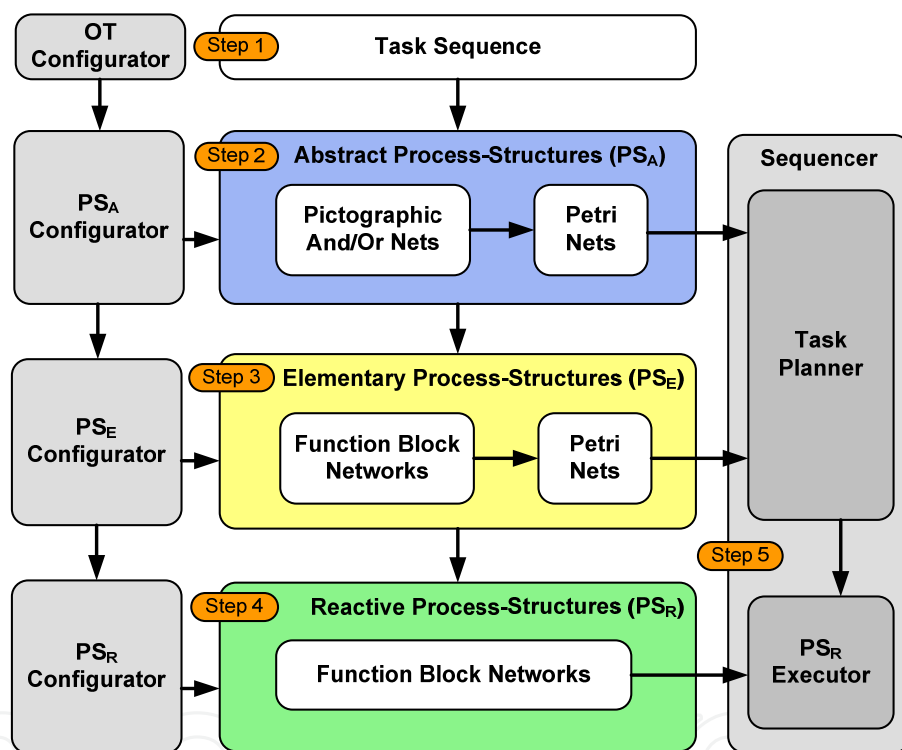 OT
Configurator
Step 1
Task Sequence
PSA
Configurator
Step 2
Abstract Process-Structures (PSA)
Pictographic
And/Or Nets
Petri
Nets
Sequencer
Task
Planner
PSE
Configurator
Step 3
Elementary Process-Structures (PSE)
Function Block
Networks
Petri
Nets
Step 5
PSR
Configurator
Step 4
Reactive Process-Structures (PSR)
Function Block Networks
PSR
Executor